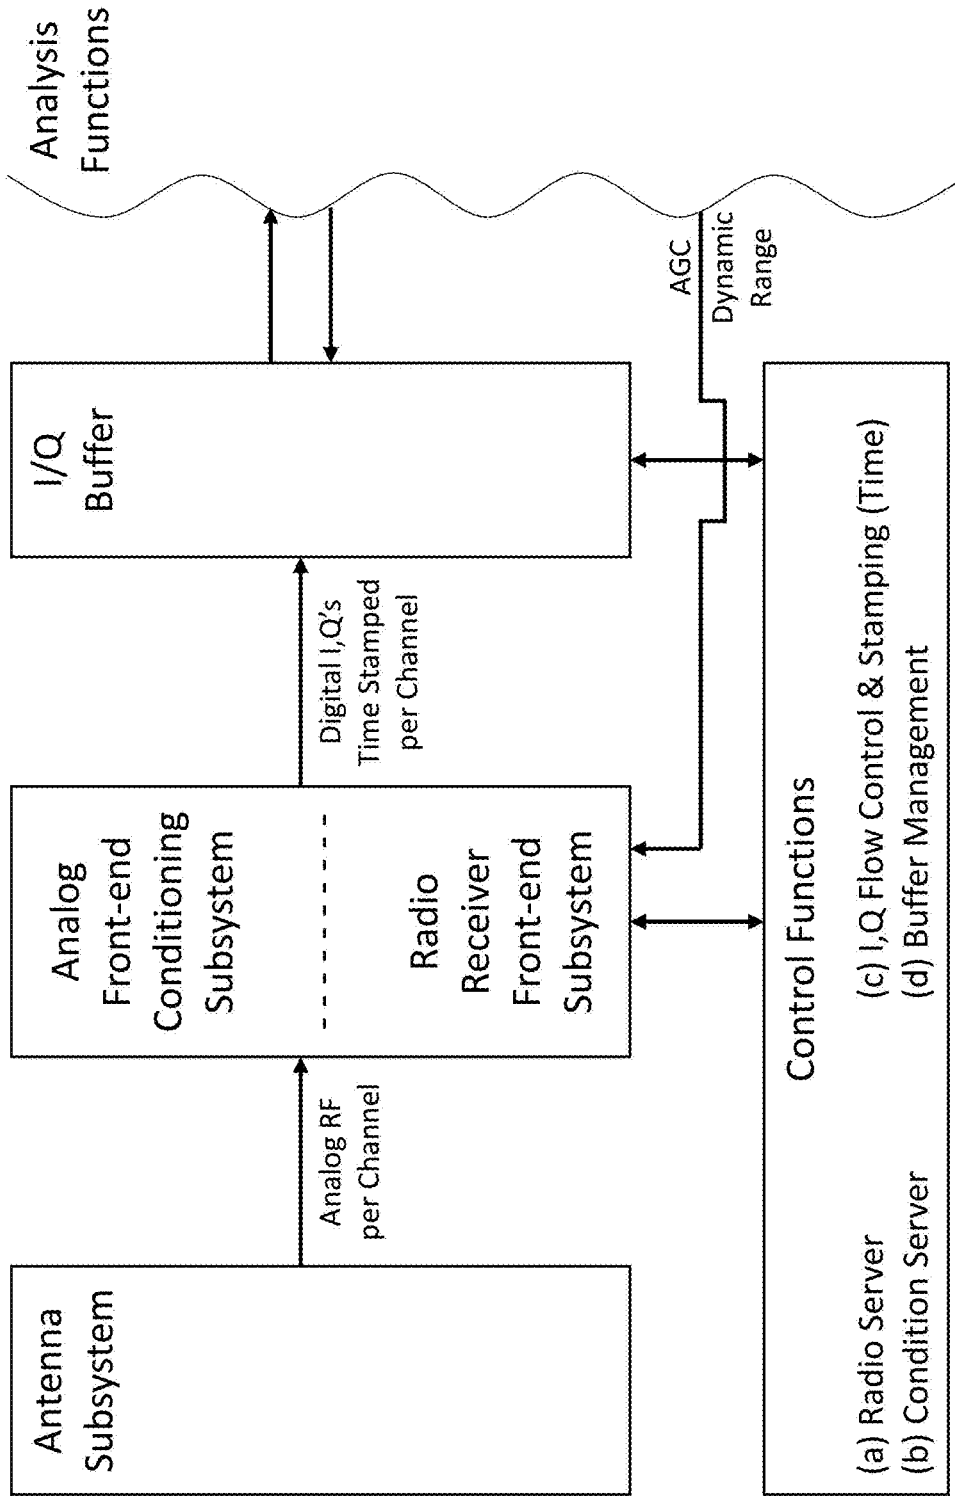 Antenna
Subsystem
Analog RF
per Channel
Analog
Front-end
Conditioning
Subsystem
Radio
Receiver
Front-end
Subsystem
Digital I,Q's
Time Stamped
per Channel
I/Q
Buffer
Analysis
Functions
AGC
Dynamic
Range
Control Functions
(a) Radio Server
(b) Condition Server
(c) I,Q Flow Control & Stamping (Time)
(d) Buffer Management